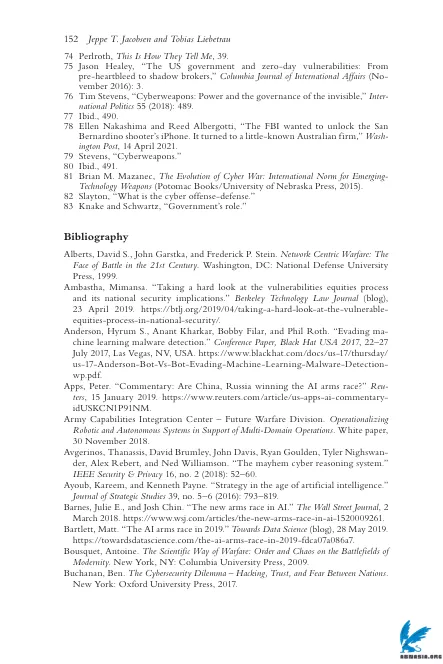 152 Jeppe T. Jacobsen and Tobias Liebetrau
74 Perlroth, This Is How They Tell Me, 39.
75 Jason Healey, “The US government and zero-day vulnerabilities: From
pre-heartbleed to shadow brokers,” Columbia Journal of International Affairs (No-
vember 2016): 3.
76 Tim Stevens, “Cyberweapons: Power and the governance of the invisible,” Inter-
national Politics 55 (2018): 489.
77 Ibid., 490.
78 Ellen Nakashima and Reed Albergotti, “The FBI wanted to unlock the San
Bernardino shooter’s iPhone. It turned to a little-known Australian firm,” Wash-
ington Post, 14 April 2021.
79 Stevens, “Cyberweapons.”
80 Ibid., 491.
81 Brian M. Mazanec, The Evolution of Cyber War: International Norm for Emerging-
Technology Weapons (Potomac Books/University of Nebraska Press, 2015).
82 Slayton, “What is the cyber offense-defense.”
83 Knake and Schwartz, “Government’s role.”
Bibliography
Alberts, David S., John Garstka, and Frederick P. Stein. Network Centric Warfare: The
Face of Battle in the 21st Century. Washington, DC: National Defense University
Press, 1999.
Ambastha, Mimansa. “Taking a hard look at the vulnerabilities equities process
and its national security implications.” Berkeley Technology Law Journal (blog),
23 April 2019. https://btlj.org/2019/04/taking-a-hard-look-at-the-vulnerable-
equities-process-in-national-security/.
Anderson, Hyrum S., Anant Kharkar, Bobby Filar, and Phil Roth. “Evading ma-
chine learning malware detection.” Conference Paper, Black Hat USA 2017, 22–27
July 2017, Las Vegas, NV, USA. https://www.blackhat.com/docs/us-17/thursday/
us-17-Anderson-Bot-Vs-Bot-Evading-Machine-Learning-Malware-Detection-
wp.pdf.
Apps, Peter. “Commentary: Are China, Russia winning the AI arms race?” Reu-
ters, 15 January 2019. https://www.reuters.com/article/us-apps-ai-commentary-
idUSKCN1P91NM.
Army Capabilities Integration Center – Future Warfare Division. Operationalizing
Robotic and Autonomous Systems in Support of Multi-Domain Operations. White paper,
30 November 2018.
Avgerinos, Thanassis, David Brumley, John Davis, Ryan Goulden, Tyler Nighswan-
der, Alex Rebert, and Ned Williamson. “The mayhem cyber reasoning system.”
IEEE Security & Privacy 16, no. 2 (2018): 52–60.
Ayoub, Kareem, and Kenneth Payne. “Strategy in the age of artificial intelligence.”
Journal of Strategic Studies 39, no. 5–6 (2016): 793–819.
Barnes, Julie E., and Josh Chin. “The new arms race in AI.” The Wall Street Journal, 2
March 2018. https://www.wsj.com/articles/the-new-arms-race-in-ai-1520009261.
Bartlett, Matt. “The AI arms race in 2019.” Towards Data Science (blog), 28 May 2019.
https://towardsdatascience.com/the-ai-arms-race-in-2019-fdca07a086a7.
Bousquet, Antoine. The Scientific Way of Warfare: Order and Chaos on the Battlefields of
Modernity. New York, NY: Columbia University Press, 2009.
Buchanan, Ben. The Cybersecurity Dilemma – Hacking, Trust, and Fear Between Nations.
New York: Oxford University Press, 2017.